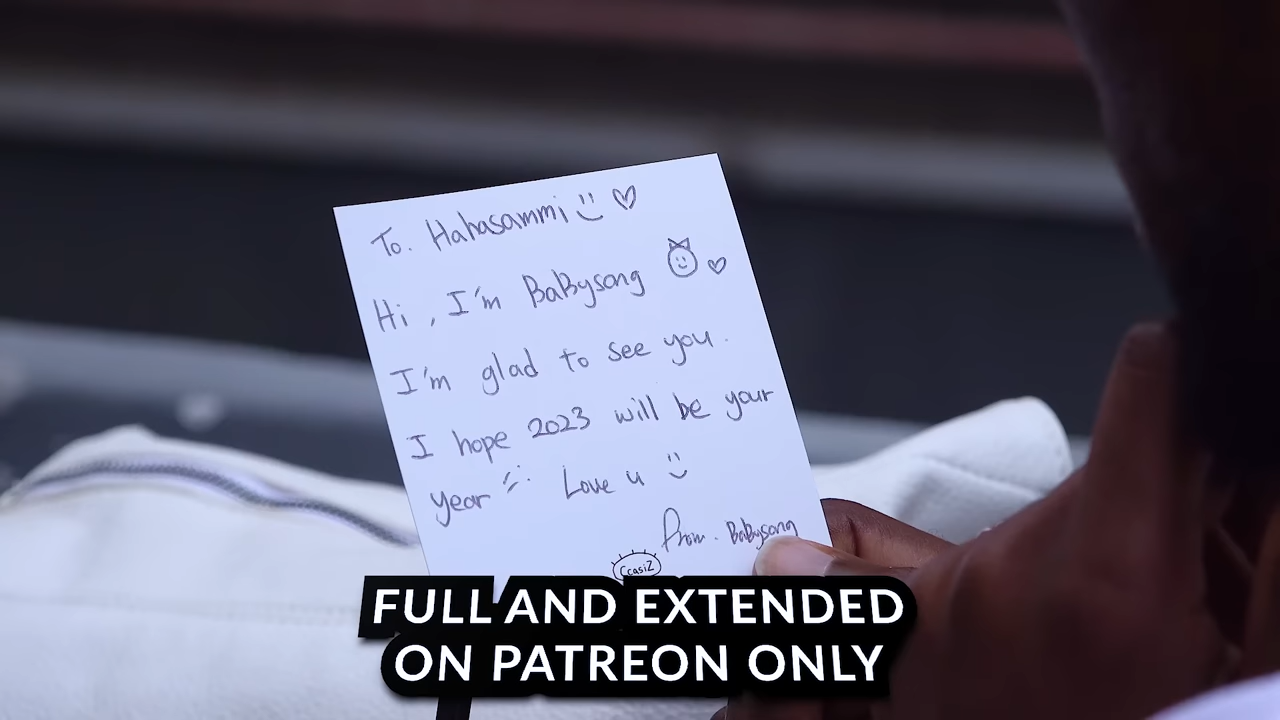 To. Hahasammi
Hi, I'm BaBysong
I'm glad to see you.
I hope 2023 will be your
year Love u
From. BaBysong
CcasiZ
FULL AND EXTENDED
ON PATREON ONLY